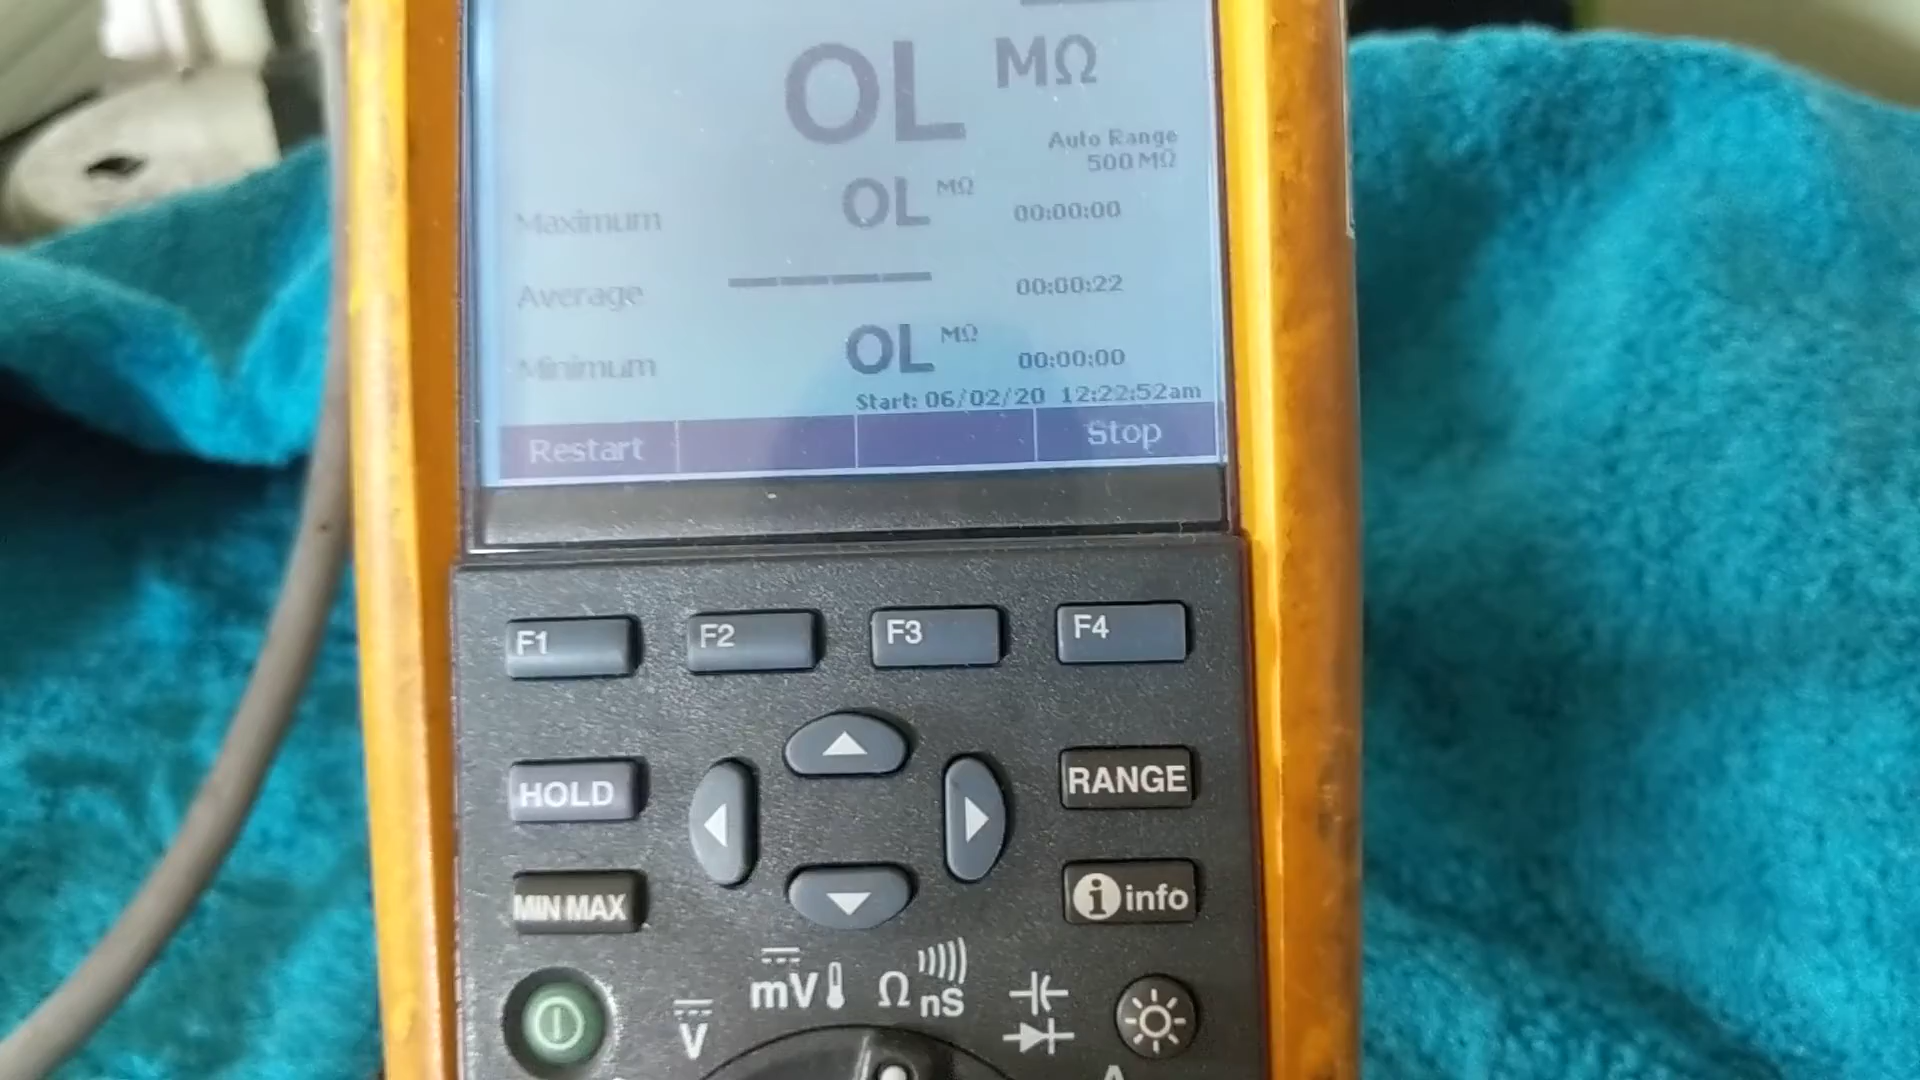 OL MΩ
Auto Range
500 MΩ
Maximum OL MΩ 00:00:00
Average ---- 00:00:22
Minimum OL MΩ 00:00:00
Start: 06/02/20 12:22:52am
Restart Stop
F1 F2 F3 F4
HOLD RANGE
MIN MAX info
V mV Ω nS